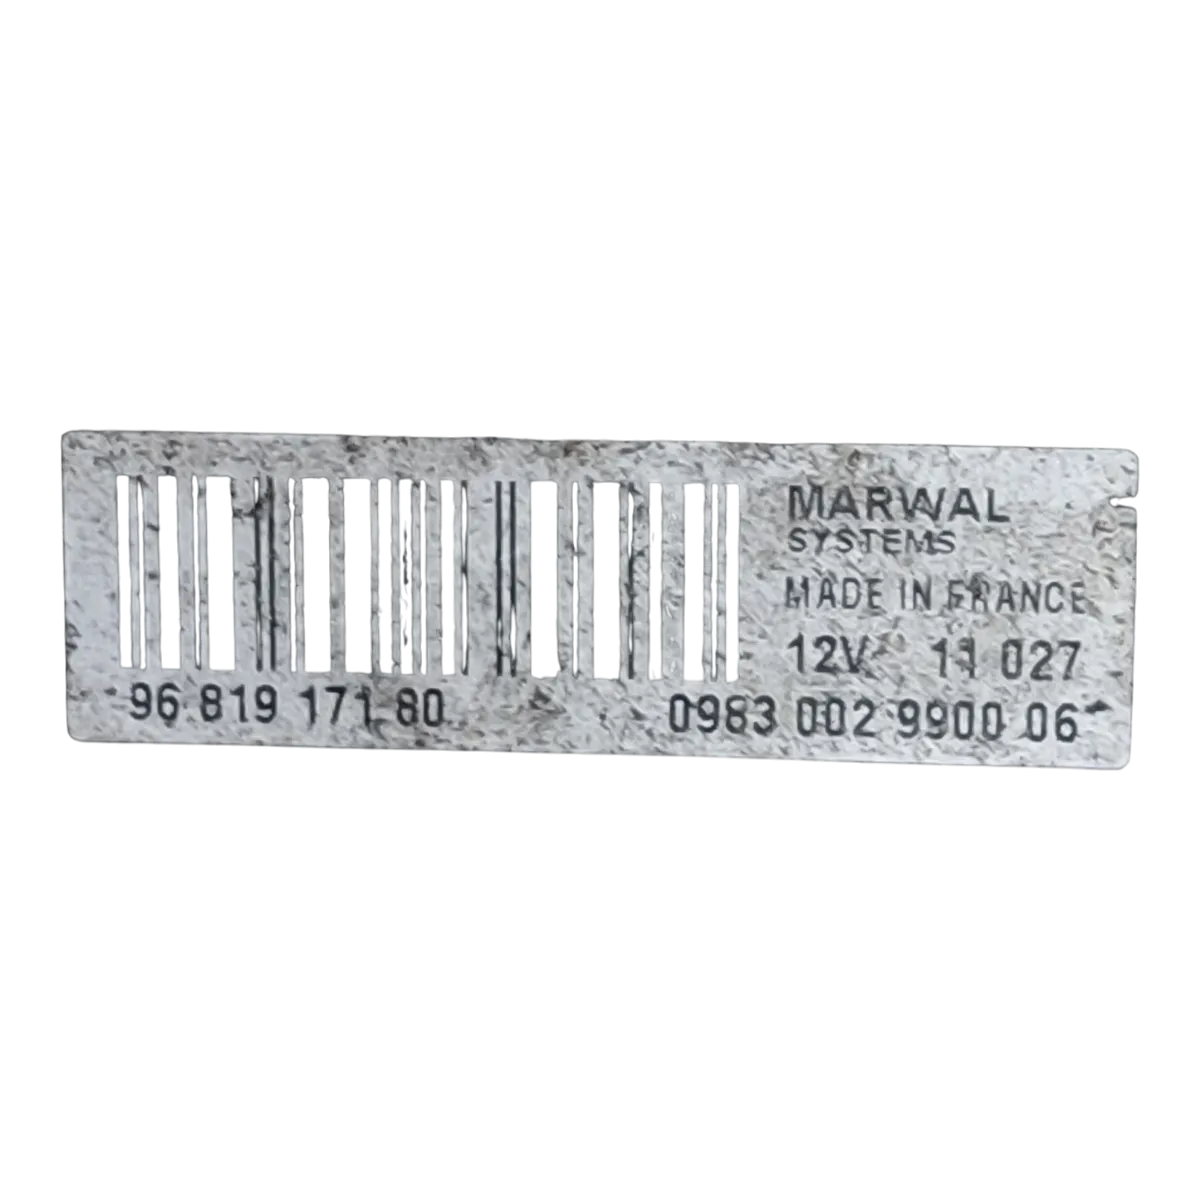 MARWAL
SYSTEMS
MADE IN FRANCE
12V 11 027
96 819 171 80 0983 002 9900 06